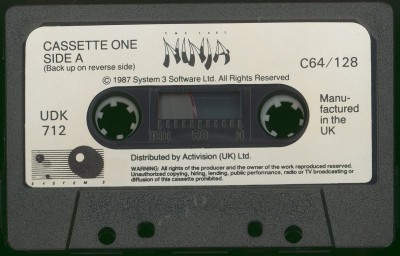 CASSETTE ONE
SIDE A
(Back up on reverse side)
THE LAST
NINJA
C64/128
© 1987 System 3 Software Ltd. All Rights Reserved
UDK
712
Manu-
factured
in the
UK
SYSTEM 3
Distributed by Activision (UK) Ltd.
WARNING: All rights of the producer and the owner of the work reproduced reserved.
Unauthorized copying, hiring, lending, public performance, radio or TV broadcasting or
diffusion of this cassette prohibited.